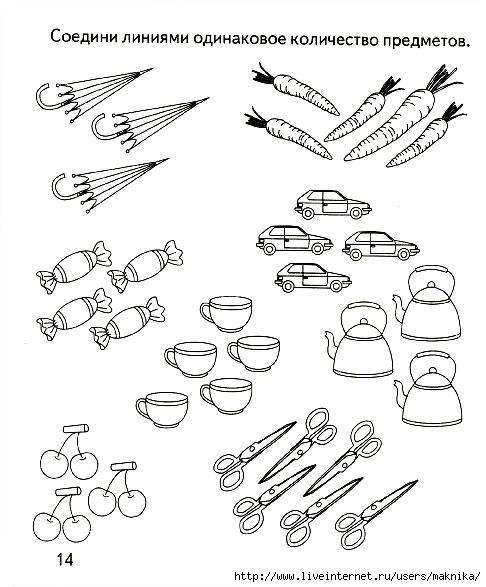 Соедини линиями одинаковое количество предметов.
14
http://www.liveinternet.ru/users/maknika/